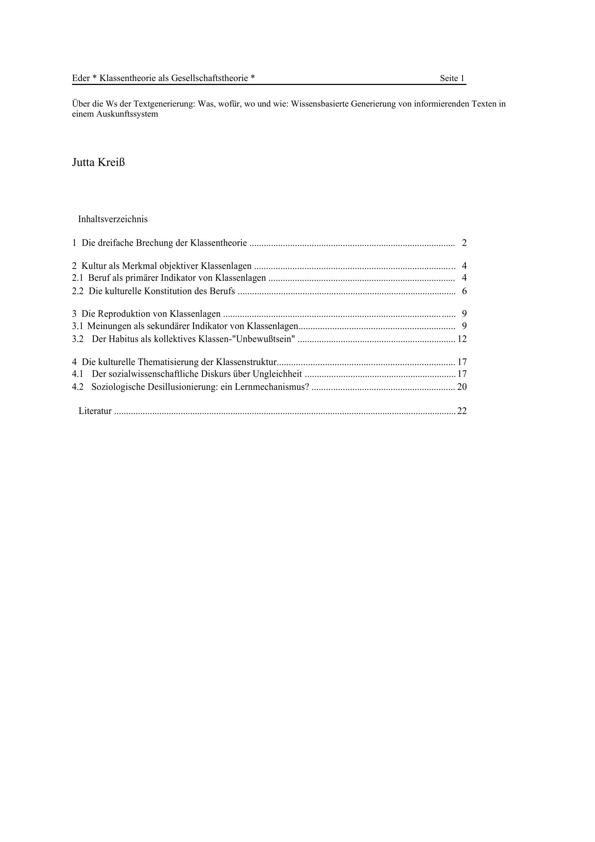 Eder * Klassentheorie als Gesellschaftstheorie * Seite 1
Über die Ws der Textgenerierung: Was, wofür, wo und wie: Wissensbasierte Generierung von informierenden Texten in
einem Auskunftssystem
Jutta Kreiß
Inhaltsverzeichnis
1 Die dreifache Brechung der Klassentheorie ........ 2
2 Kultur als Merkmal objektiver Klassenlagen ........ 4
2.1 Beruf als primärer Indikator von Klassenlagen ........ 4
2.2 Die kulturelle Konstitution des Berufs ........ 6
3 Die Reproduktion von Klassenlagen ........ 9
3.1 Meinungen als sekundärer Indikator von Klassenlagen........ 9
3.2 Der Habitus als kollektives Klassen-"Unbewußtsein" ........ 12
4 Die kulturelle Thematisierung der Klassenstruktur........ 17
4.1 Der sozialwissenschaftliche Diskurs über Ungleichheit ........ 17
4.2 Soziologische Desillusionierung: ein Lernmechanismus? ........ 20
Literatur ........ 22